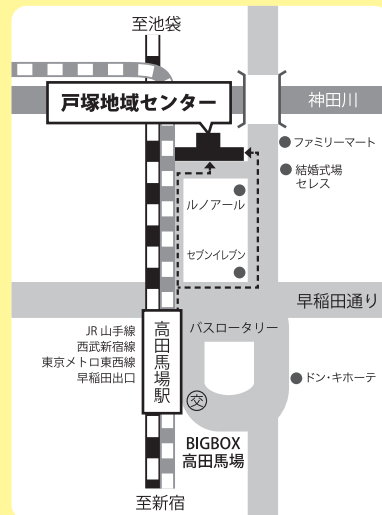 至池袋
戸塚地域センター
神田川
ファミリーマート
結婚式場
セレス
ルノアール
セブンイレブン
早稲田通り
バスロータリー
JR 山手線
西武新宿線
東京メトロ東西線
早稲田出口
高田馬場駅
ドン・キホーテ
交
BIGBOX
高田馬場
至新宿